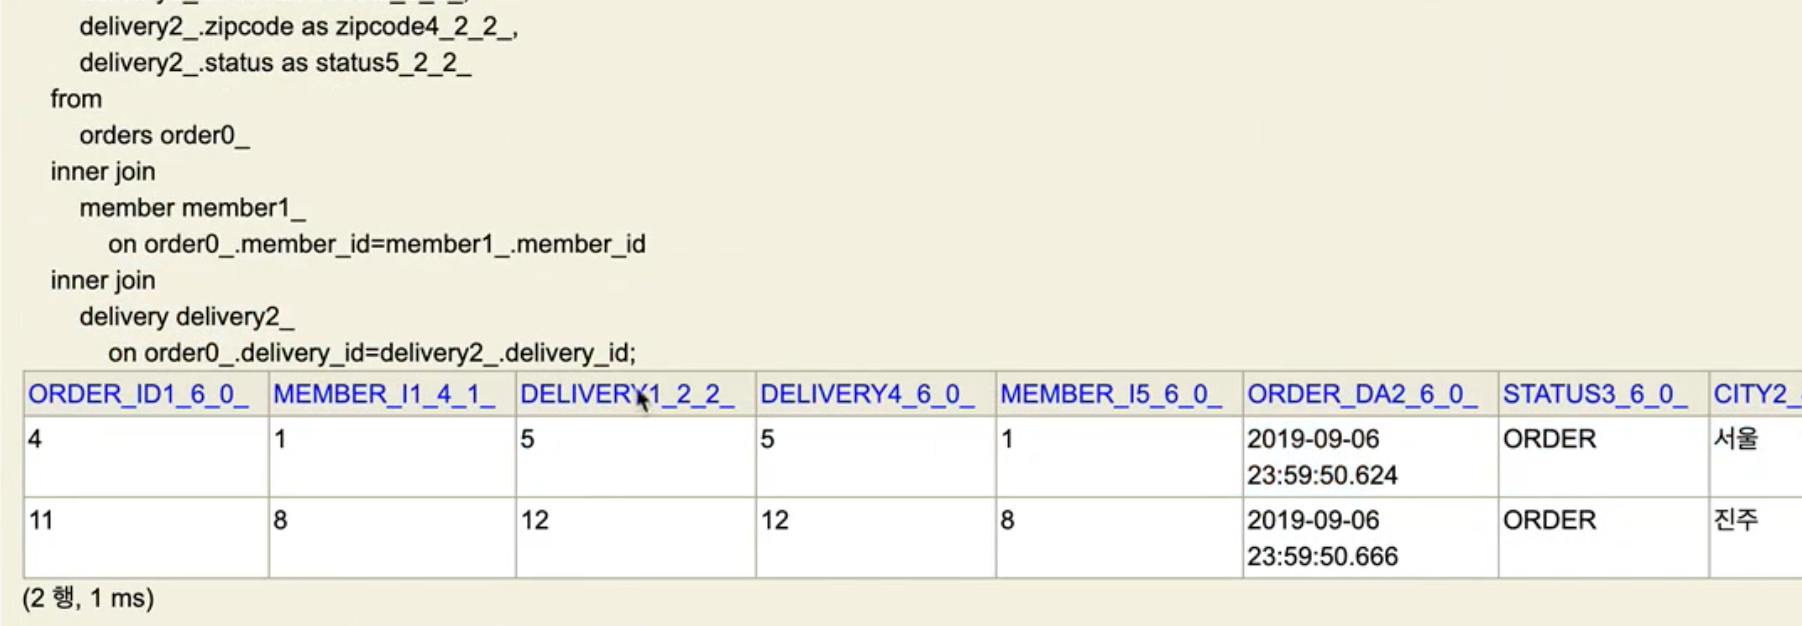 delivery2_.zipcode as zipcode4_2_2_,
delivery2_.status as status5_2_2_
from
orders order0_
inner join
member member1_
on order0_.member_id=member1_.member_id
inner join
delivery delivery2_
on order0_.delivery_id=delivery2_.delivery_id;
ORDER_ID1_6_0_ MEMBER_I1_4_1_ DELIVERY1_2_2_ DELIVERY4_6_0_ MEMBER_I5_6_0_ ORDER_DA2_6_0_ STATUS3_6_0_ CITY2_
4 1 5 5 1 2019-09-06 ORDER 서울
23:59:50.624
11 8 12 12 8 2019-09-06 ORDER 진주
23:59:50.666
(2 행, 1 ms)